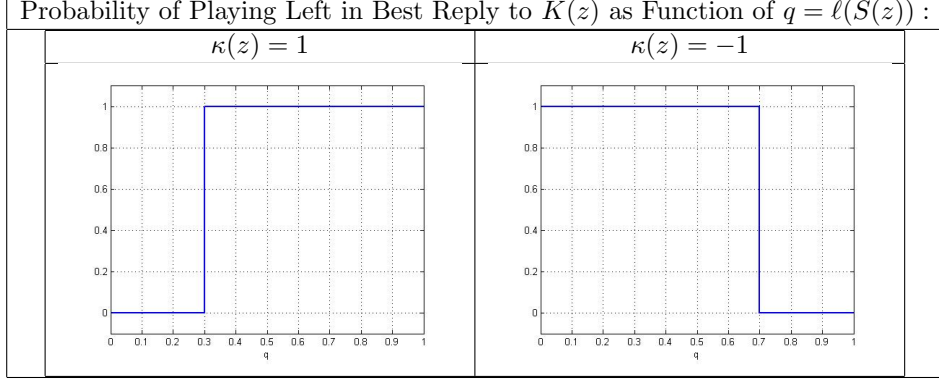 Probability of Playing Left in Best Reply to K(z) as Function of q = ℓ(S(z)) :
κ(z) = 1
κ(z) = −1
1
0.8
0.6
0.4
0.2
0
0 0.1 0.2 0.3 0.4 0.5 0.6 0.7 0.8 0.9 1
q
1
0.8
0.6
0.4
0.2
0
0 0.1 0.2 0.3 0.4 0.5 0.6 0.7 0.8 0.9 1
q